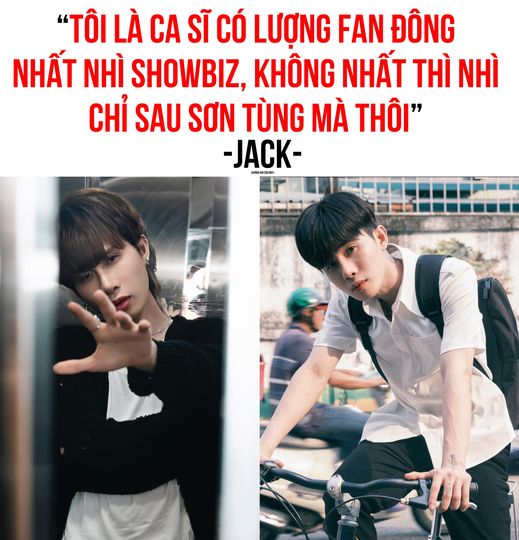 “TÔI LÀ CA SĨ CÓ LƯỢNG FAN ĐÔNG
NHẤT NHÌ SHOWBIZ, KHÔNG NHẤT THÌ NHÌ
CHỈ SAU SƠN TÙNG MÀ THÔI”
-JACK-